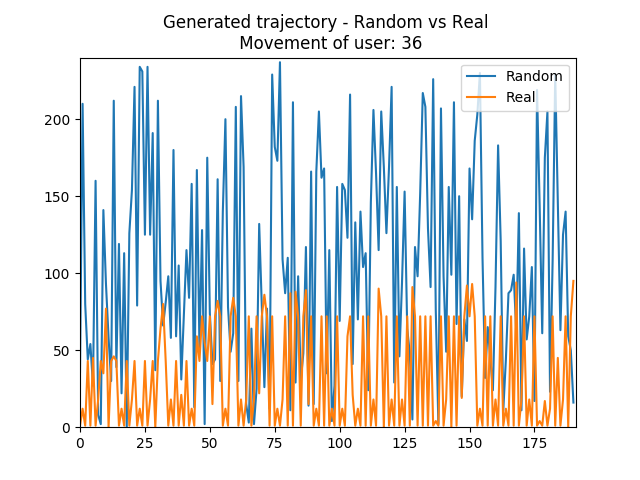 Generated trajectory - Random vs Real
Movement of user: 36
Random
Real
200
150
100
50
0
0 25 50 75 100 125 150 175